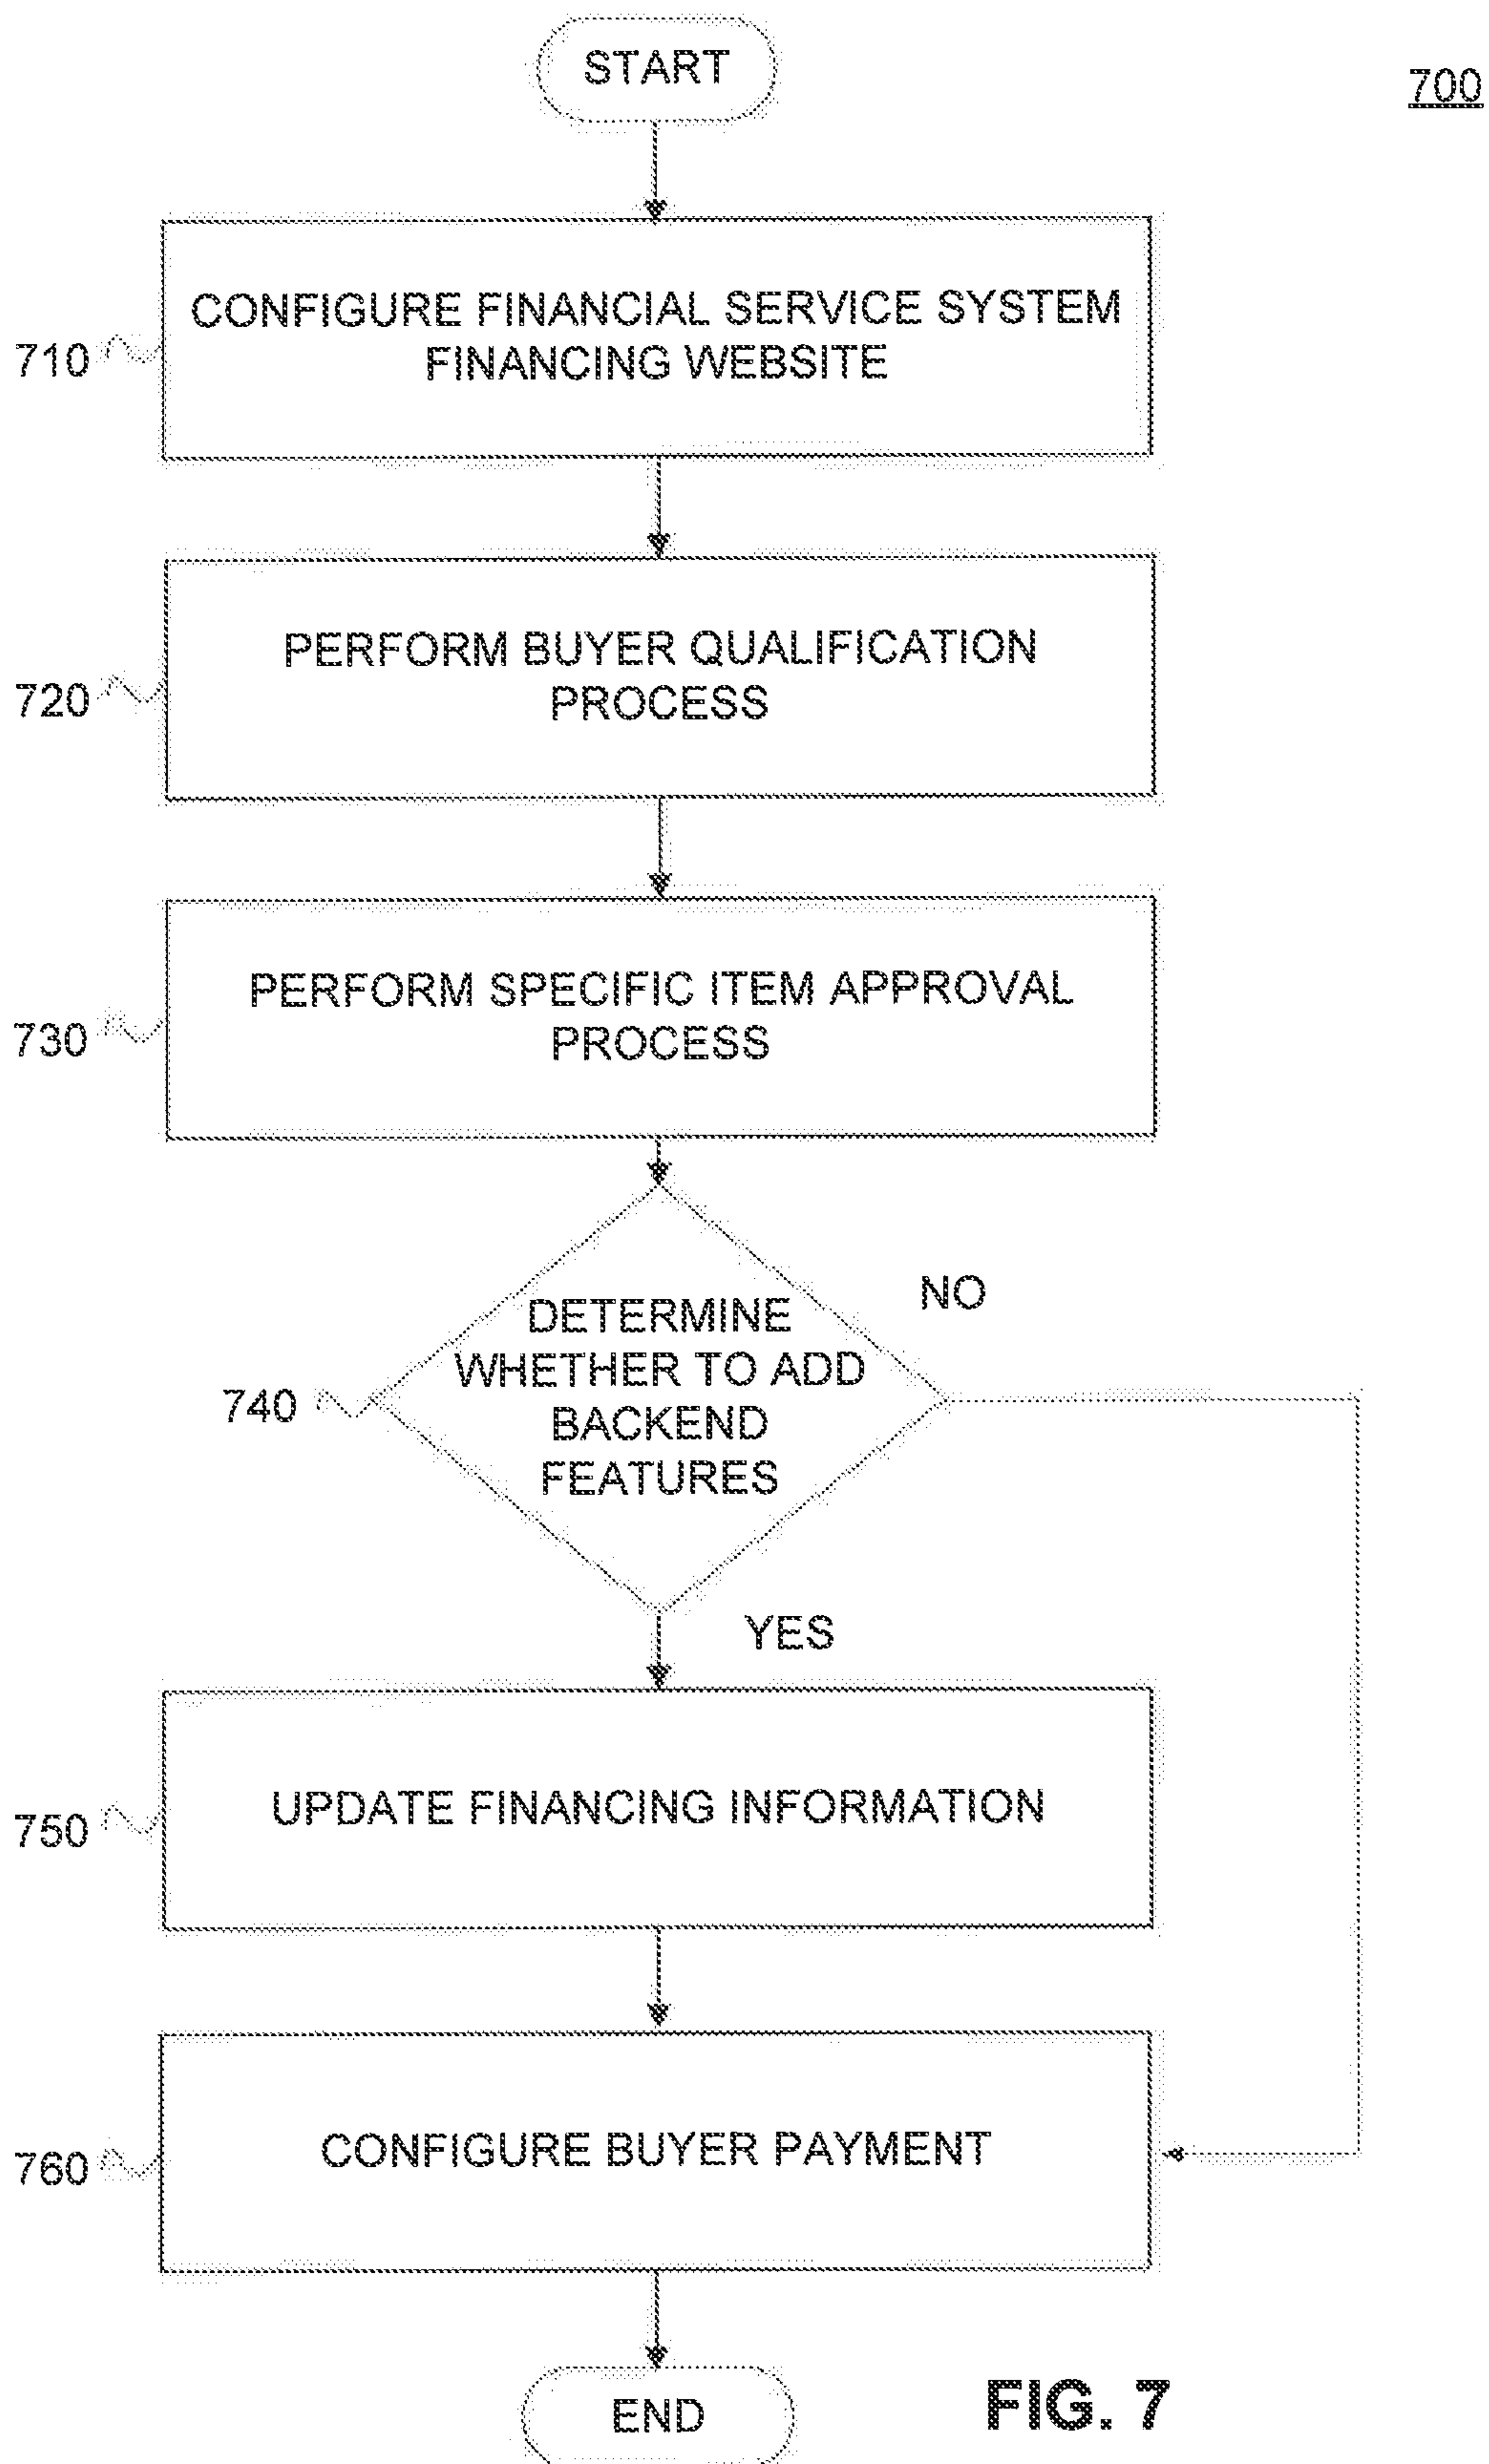 START
700
CONFIGURE FINANCIAL SERVICE SYSTEM
FINANCING WEBSITE
710
PERFORM BUYER QUALIFICATION
PROCESS
720
PERFORM SPECIFIC ITEM APPROVAL
PROCESS
730
NO
DETERMINE
WHETHER TO ADD
BACKEND
FEATURES
740
YES
UPDATE FINANCING INFORMATION
750
CONFIGURE BUYER PAYMENT
760
END
FIG. 7